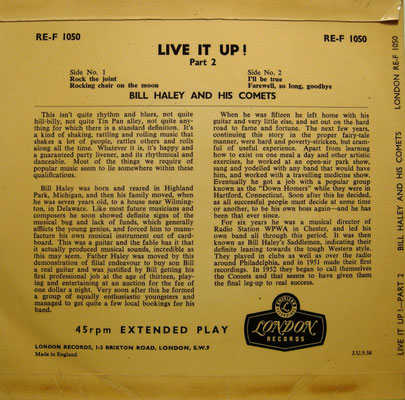 RE-F 1050
RE-F 1050
LIVE IT UP!
Part 2
Side No. 1
Rock the joint
Rocking chair on the moon
Side No. 2
I'll be true
Farewell, so long, goodbye
BILL HALEY AND HIS COMETS
This isn't quite rhythm and blues, not quite
hill-billy, not quite Tin Pan alley, not quite any-
thing for which there is a standard definition. It's
a kind of shaking, rattling and rolling music that
shakes a lot of people, rattles others and rolls
along all the time. Whatever it is, it's happy and
a guaranteed party livener, and its rhythmical and
danceable. Most of the things we require of
popular music seem to lie somewhere within these
qualifications.
Bill Haley was born and reared in Highland
Park, Michigan, and then his family moved, when
he was seven years old, to a house near Wilming-
ton, in Delaware. Like most future musicians and
composers he soon showed definite signs of the
musical bug and lack of funds, which generally
afflicts the young genius, and forced him to manu-
facture his own musical instrument out of card-
board. This was a guitar and the fable has it that
it actually produced musical sounds, incredible as
this may seem. Father Haley was moved by this
demonstration of filial endeavour to buy son Bill
a real guitar and was justified by Bill getting his
first professional job at the age of thirteen, play-
ing and entertaining at an auction for the fee of
one dollar a night. Very soon after this he formed
a group of equally enthusiastic youngsters and
managed to get quite a few local bookings for his
band.
When he was fifteen he left home with his
guitar and very little else, and set out on the hard
road to fame and fortune. The next few years,
continuing this story in the proper fairy-tale
manner, were hard and poverty-stricken, but cram-
ful of useful experience. Apart from learning
how to exist on one meal a day and other artistic
exercises, he worked at an open-air park show,
sang and yodelled with any band that would have
him, and worked with a travelling medicine show.
Eventually he got a job with a popular group
known as the "Down Homers" while they were in
Hartford, Connecticut. Soon after this he decided,
as all successful people must decide at some time
or another, to be his own boss again—and he has
been that ever since.
For six years he was a musical director of
Radio Station WPWA in Chester, and led his
own band all through this period. It was then
known as Bill Haley's Saddlemen, indicating their
definite leaning towards the tough Western style.
They played in clubs as well as over the radio
around Philadelphia, and in 1951 made their first
recordings. In 1952 they began to call themselves
the Comets and that seems to have given them
the final leg-up to real success.
45rpm EXTENDED PLAY
LONDON RECORDS, 1-3 BRIXTON ROAD, LONDON, S.W.9
Made in England
LONDON
RECORDS
J.U.9.56
LIVE IT UP!—PART 2 BILL HALEY AND HIS COMETS LONDON RE-F 1050